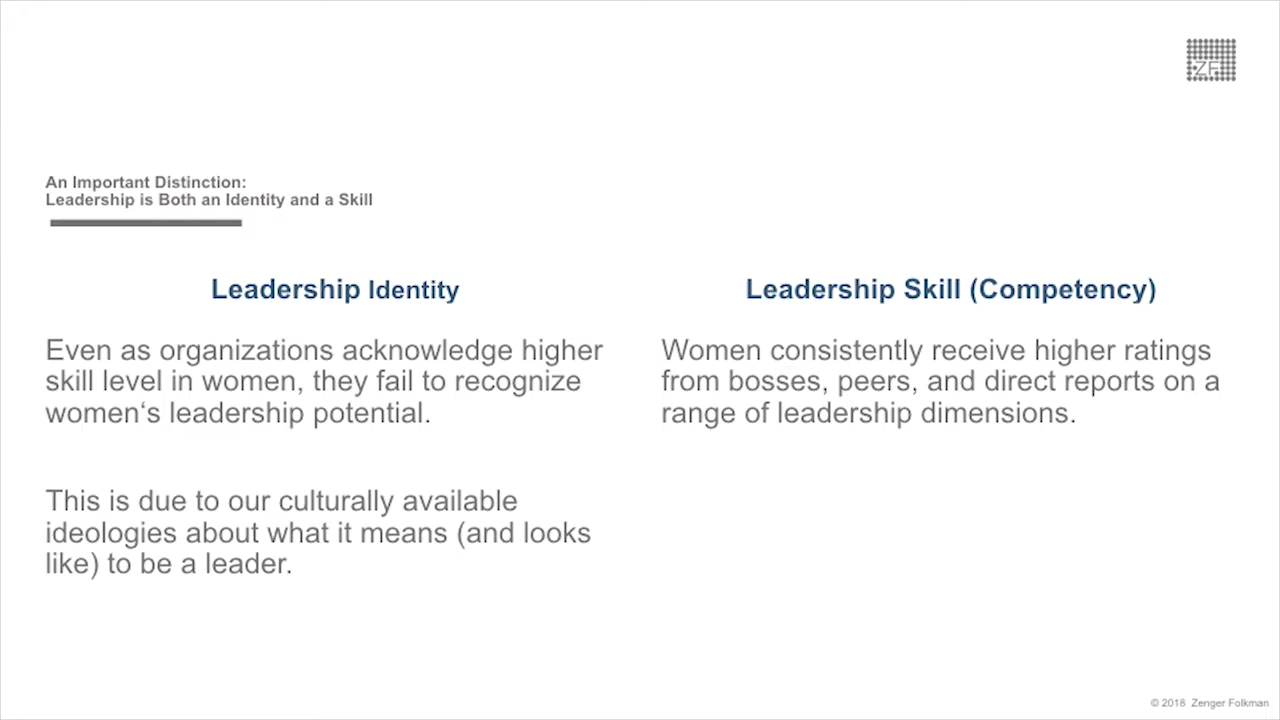 ZF
An Important Distinction:
Leadership is Both an Identity and a Skill
Leadership Identity
Even as organizations acknowledge higher
skill level in women, they fail to recognize
women‘s leadership potential.
This is due to our culturally available
ideologies about what it means (and looks
like) to be a leader.
Leadership Skill (Competency)
Women consistently receive higher ratings
from bosses, peers, and direct reports on a
range of leadership dimensions.
© 2018 Zenger Folkman